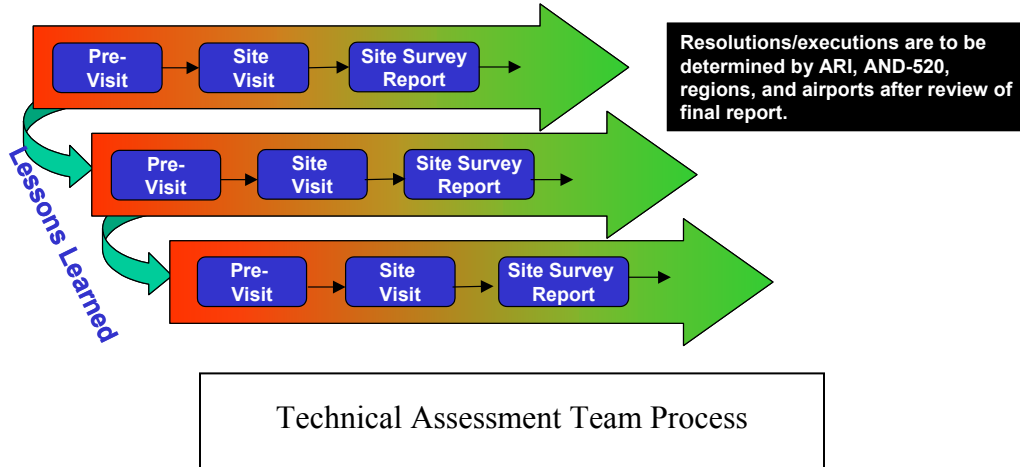 Pre-
Visit
Site
Visit
Site Survey
Report
Resolutions/executions are to be
determined by ARI, AND-520,
regions, and airports after review of
final report.
Lessons Learned
Pre-
Visit
Site
Visit
Site Survey
Report
Pre-
Visit
Site
Visit
Site Survey
Report
Technical Assessment Team Process